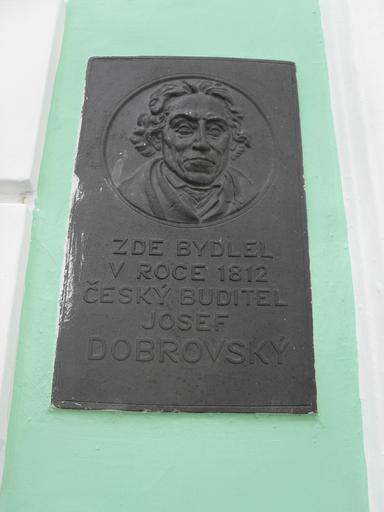 ZDE BYDLEL
V ROCE 1812
ČESKÝ BUDITEL
JOSEF
DOBROVSKÝ